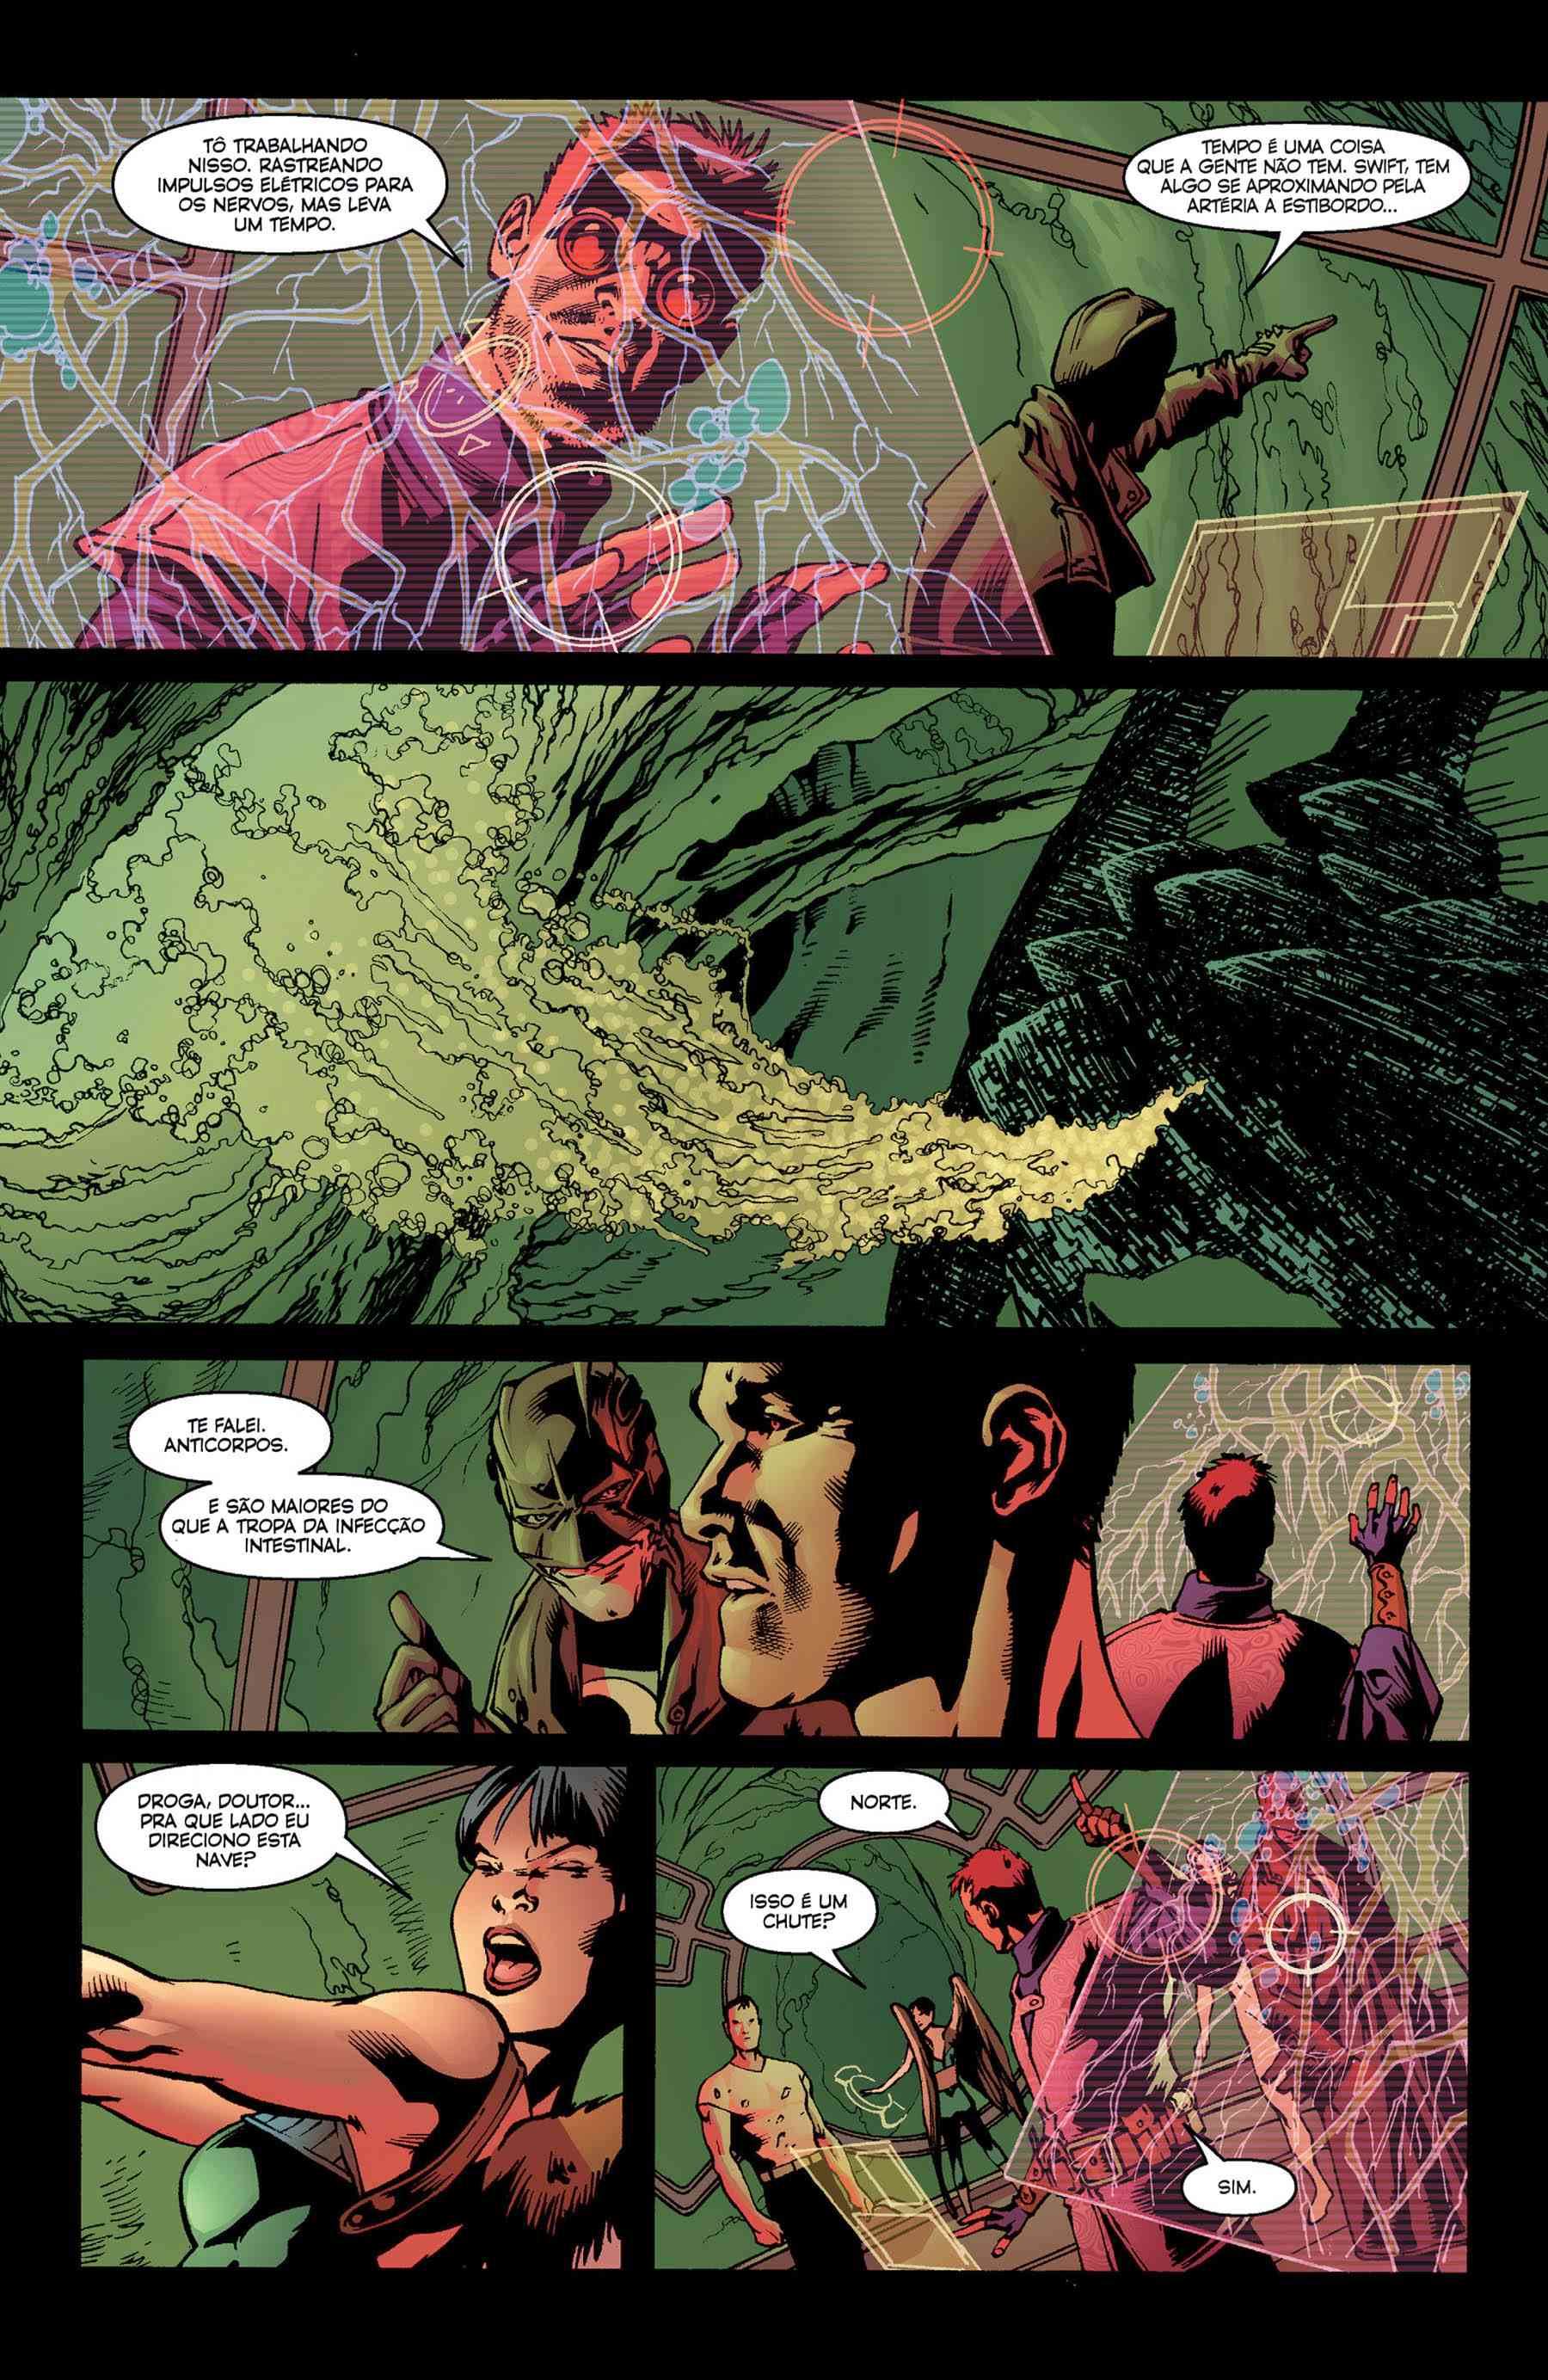 TÔ TRABALHANDO
NISSO. RASTREANDO
IMPULSOS ELÉTRICOS PARA
OS NERVOS, MAS LEVA
UM TEMPO.
TEMPO É UMA COISA
QUE A GENTE NÃO TEM. SWIFT, TEM
ALGO SE APROXIMANDO PELA
ARTÉRIA A ESTIBORDO...
TE FALEI.
ANTICORPOS.
E SÃO MAIORES DO
QUE A TROPA DA INFECÇÃO
INTESTINAL.
DROGA, DOUTOR...
PRA QUE LADO EU
DIRECIONO ESTA
NAVE?
NORTE.
ISSO É UM
CHUTE?
SIM.